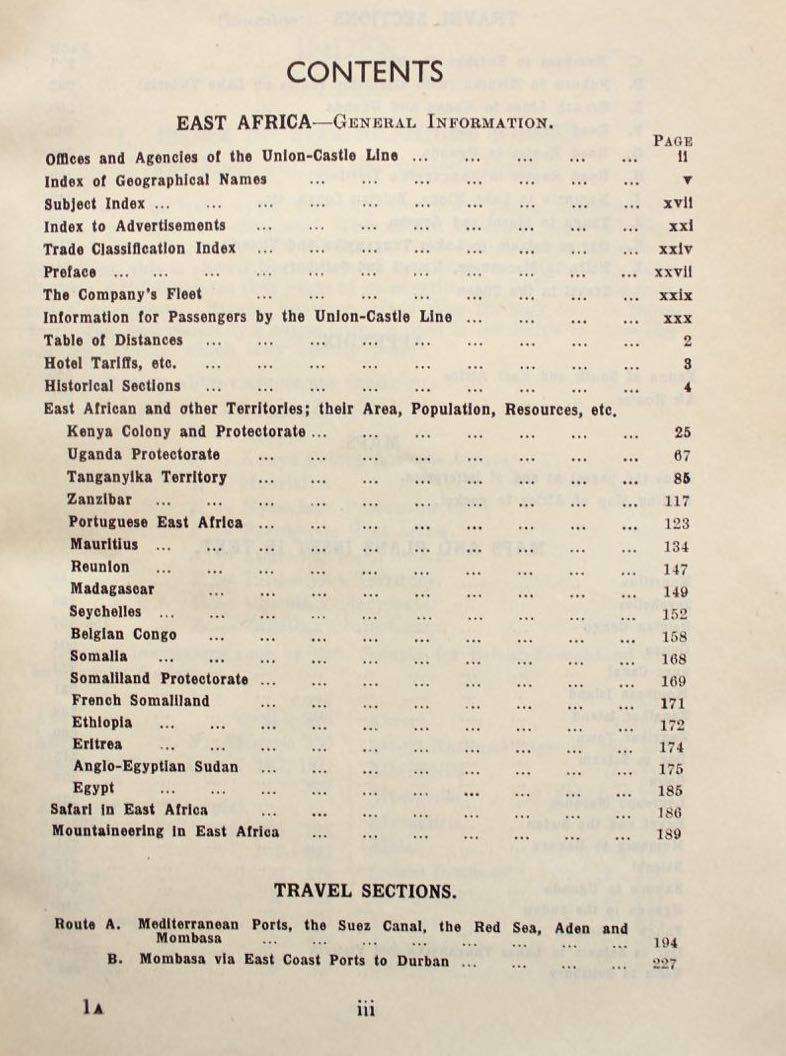 CONTENTS
EAST AFRICA—GENERAL INFORMATION.
PAGE
Offices and Agencies of the Union-Castle Line ... ... ... ... ... ii
Index of Geographical Names ... ... ... ... ... ... ... v
Subject Index ... ... ... ... ... ... ... ... ... ... xvii
Index to Advertisements ... ... ... ... ... ... ... ... xxi
Trade Classification Index ... ... ... ... ... ... ... ... xxiv
Preface ... ... ... ... ... ... ... ... ... ... ... xxvii
The Company's Fleet ... ... ... ... ... ... ... ... xxix
Information for Passengers by the Union-Castle Line ... ... ... ... xxx
Table of Distances ... ... ... ... ... ... ... ... ... 2
Hotel Tariffs, etc. ... ... ... ... ... ... ... ... ... 3
Historical Sections ... ... ... ... ... ... ... ... ... 4
East African and other Territories; their Area, Population, Resources, etc.
Kenya Colony and Protectorate ... ... ... ... ... ... ... 25
Uganda Protectorate ... ... ... ... ... ... ... ... 67
Tanganyika Territory ... ... ... ... ... ... ... ... 85
Zanzibar ... ... ... ... ... ... ... ... ... ... 117
Portuguese East Africa ... ... ... ... ... ... ... ... 123
Mauritius ... ... ... ... ... ... ... ... ... ... 134
Reunion ... ... ... ... ... ... ... ... ... ... 147
Madagascar ... ... ... ... ... ... ... ... ... 149
Seychelles ... ... ... ... ... ... ... ... ... ... 152
Belgian Congo ... ... ... ... ... ... ... ... ... 158
Somalia ... ... ... ... ... ... ... ... ... ... 168
Somaliland Protectorate ... ... ... ... ... ... ... ... 169
French Somaliland ... ... ... ... ... ... ... ... 171
Ethiopia ... ... ... ... ... ... ... ... ... ... 172
Eritrea ... ... ... ... ... ... ... ... ... ... 174
Anglo-Egyptian Sudan ... ... ... ... ... ... ... ... 175
Egypt ... ... ... ... ... ... ... ... ... ... 185
Safari in East Africa ... ... ... ... ... ... ... ... 186
Mountaineering in East Africa ... ... ... ... ... ... ... 189
TRAVEL SECTIONS.
Route A. Mediterranean Ports, the Suez Canal, the Red Sea, Aden and
Mombasa ... ... ... ... ... ... ... ... 194
B. Mombasa via East Coast Ports to Durban ... ... ... ... 227
1A iii